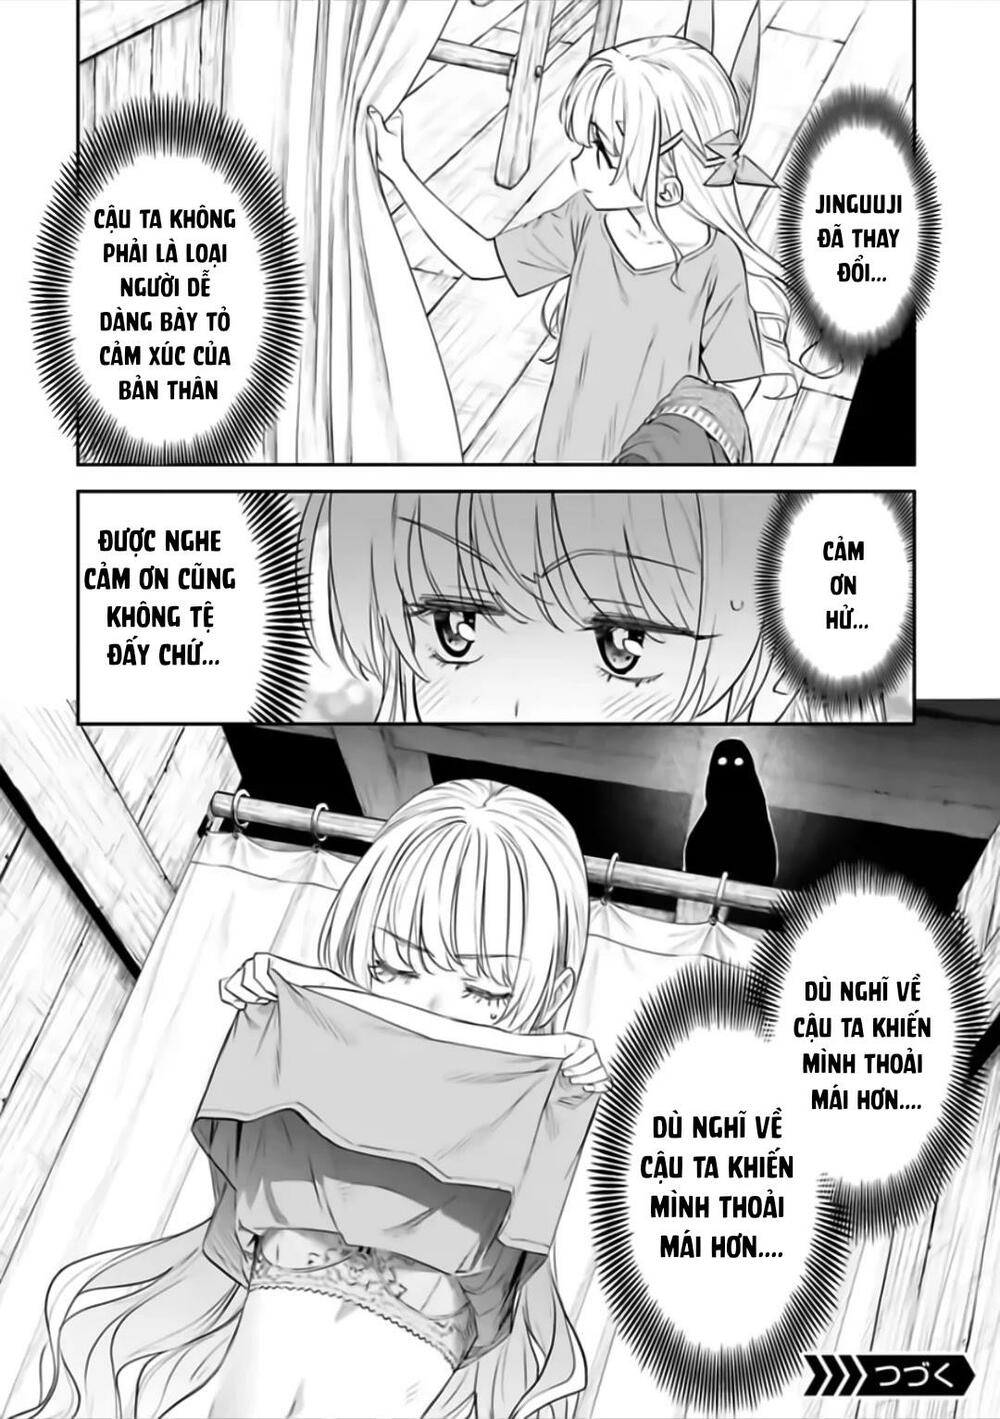 JINGUUJI
ĐÃ THAY
ĐỔI...
CẬU TA KHÔNG
PHẢI LÀ LOẠI
NGƯỜI DỄ
DÀNG BÀY TỎ
CẢM XÚC CỦA
BẢN THÂN
CẢM
ƠN
HỬ...
ĐƯỢC NGHE
CẢM ƠN CŨNG
KHÔNG TỆ
ĐẤY CHỨ...
DÙ NGHĨ VỀ
CẬU TA KHIẾN
MÌNH THOẢI
MÁI HƠN....
DÙ NGHĨ VỀ
CẬU TA KHIẾN
MÌNH THOẢI
MÁI HƠN....
つづく